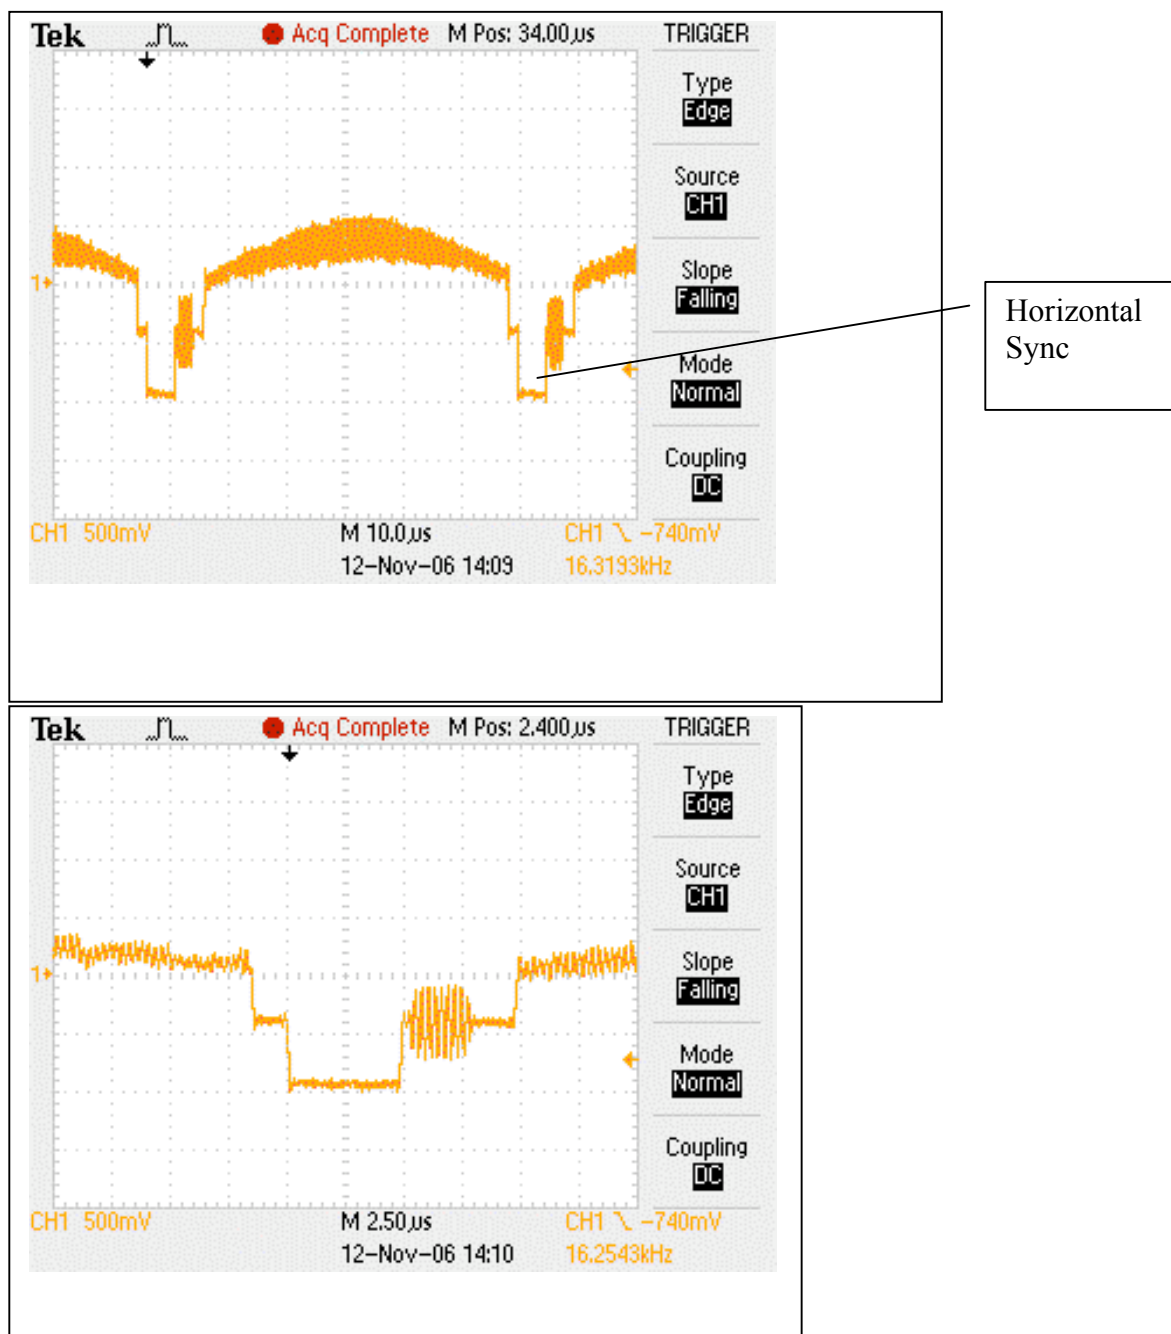 Tek Acq Complete M Pos: 34.00µs TRIGGER
Type
Edge
Source
CH1
Slope
Falling
Mode
Normal
Coupling
DC
1
CH1 500mV M 10.0µs CH1 -740mV
12-Nov-06 14:09 16.3193kHz
Horizontal
Sync
Tek Acq Complete M Pos: 2.400µs TRIGGER
Type
Edge
Source
CH1
Slope
Falling
Mode
Normal
Coupling
DC
1
CH1 500mV M 2.50µs CH1 -740mV
12-Nov-06 14:10 16.2543kHz